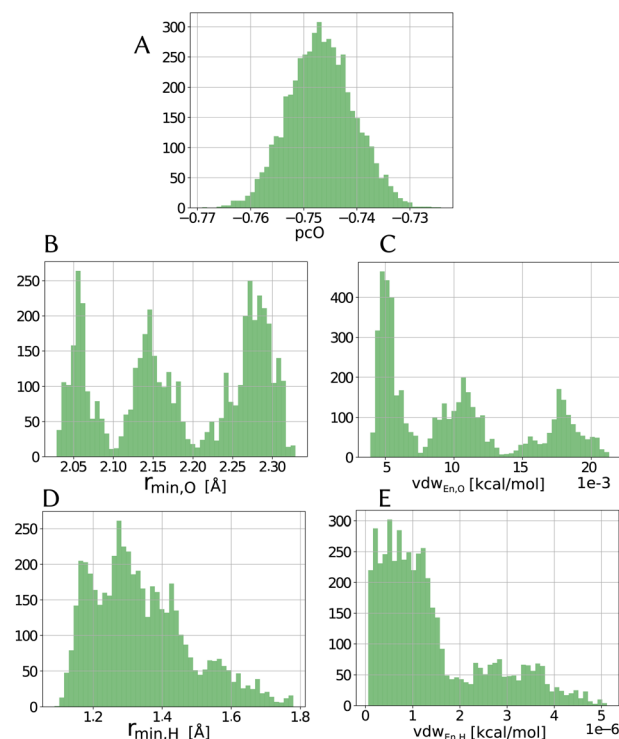 A
300
250
200
150
100
50
0
−0.77 −0.76 −0.75 −0.74 −0.73
pcO
B
250
200
150
100
50
0
2.05 2.10 2.15 2.20 2.25 2.30
rmin,O [Å]
C
400
300
200
100
0
5 10 15 20
vdwEn,O [kcal/mol] 1e-3
D
250
200
150
100
50
0
1.2 1.4 1.6 1.8
rmin,H [Å]
E
300
250
200
150
100
50
0
0 1 2 3 4 5
vdwEn,H [kcal/mol] 1e−6